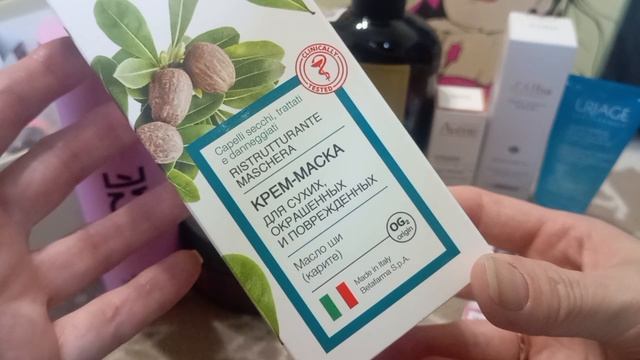 CLINICALLY
TESTED
Capelli secchi, trattati
e danneggiati
RISTRUTTURANTE
MASCHERA
КРЕМ-МАСКА
ДЛЯ СУХИХ,
ОКРАШЕННЫХ
И ПОВРЕЖДЕННЫХ
Масло ши
(карите)
OG2
origin
Made in Italy
Betafarma S.p.A.
Avène
URIAGE